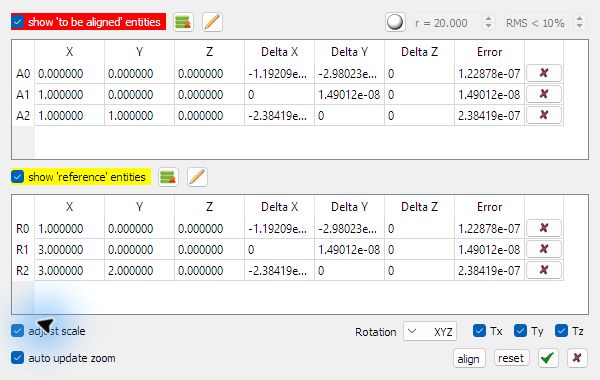 show 'to be aligned' entities r = 20.000 RMS < 10%
X Y Z Delta X Delta Y Delta Z Error
A0 0.000000 0.000000 0.000000 -1.19209e... -2.98023e... 0 1.22878e-07
A1 1.000000 0.000000 0.000000 0 1.49012e-08 0 1.49012e-08
A2 1.000000 1.000000 0.000000 -2.38419e... 0 0 2.38419e-07
show 'reference' entities
X Y Z Delta X Delta Y Delta Z Error
R0 1.000000 0.000000 0.000000 -1.19209e... -2.98023e... 0 1.22878e-07
R1 3.000000 0.000000 0.000000 0 1.49012e-08 0 1.49012e-08
R2 3.000000 2.000000 0.000000 -2.38419e... 0 0 2.38419e-07
adjust scale Rotation XYZ Tx Ty Tz
auto update zoom align reset